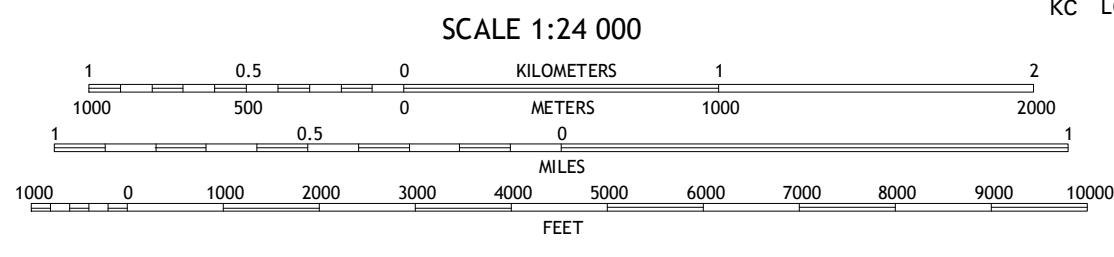 KC
SCALE 1:24 000
1 0.5 0 KILOMETERS 1 2
1000 500 0 METERS 1000 2000
1 0.5 0 1
MILES
1000 0 1000 2000 3000 4000 5000 6000 7000 8000 9000 10000
FEET